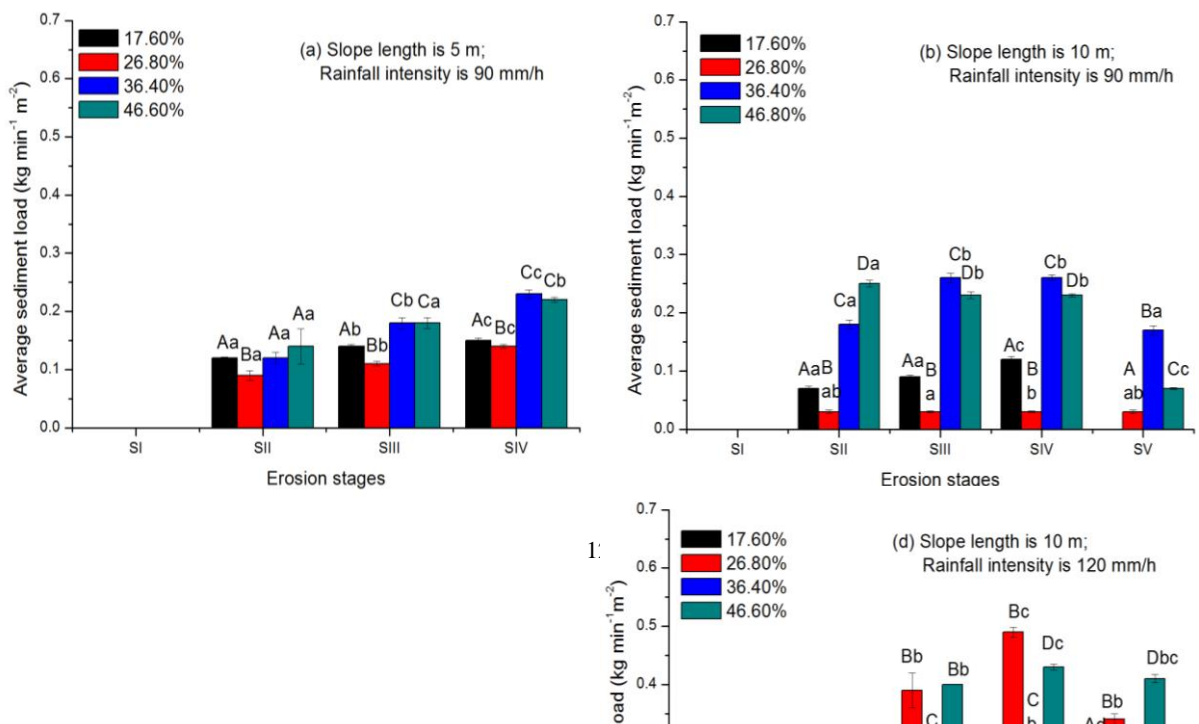 0.7
0.6
0.5
0.4
0.3
0.2
0.1
0.0
Average sediment load (kg min⁻¹ m⁻²)
17.60%
26.80%
36.40%
46.60%
(a) Slope length is 5 m;
Rainfall intensity is 90 mm/h
Aa Ba Aa Aa
Ab Bb Cb Ca
Ac Bc Cc Cb
SI SII SIII SIV
Erosion stages
0.7
0.6
0.5
0.4
0.3
0.2
0.1
0.0
Average sediment load (kg min⁻¹m⁻²)
17.60%
26.80%
36.40%
46.80%
(b) Slope length is 10 m;
Rainfall intensity is 90 mm/h
Aa B ab Ca Da
Aa B a Cb Db
Ac B b Cb Db
A ab Ba Cc
SI SII SIII SIV SV
Erosion stages
0.7
0.6
0.5
0.4
oad (kg min⁻¹m⁻²)
17.60%
26.80%
36.40%
46.60%
(d) Slope length is 10 m;
Rainfall intensity is 120 mm/h
Bb C Bb
Bc C b Dc
Bb Dbc